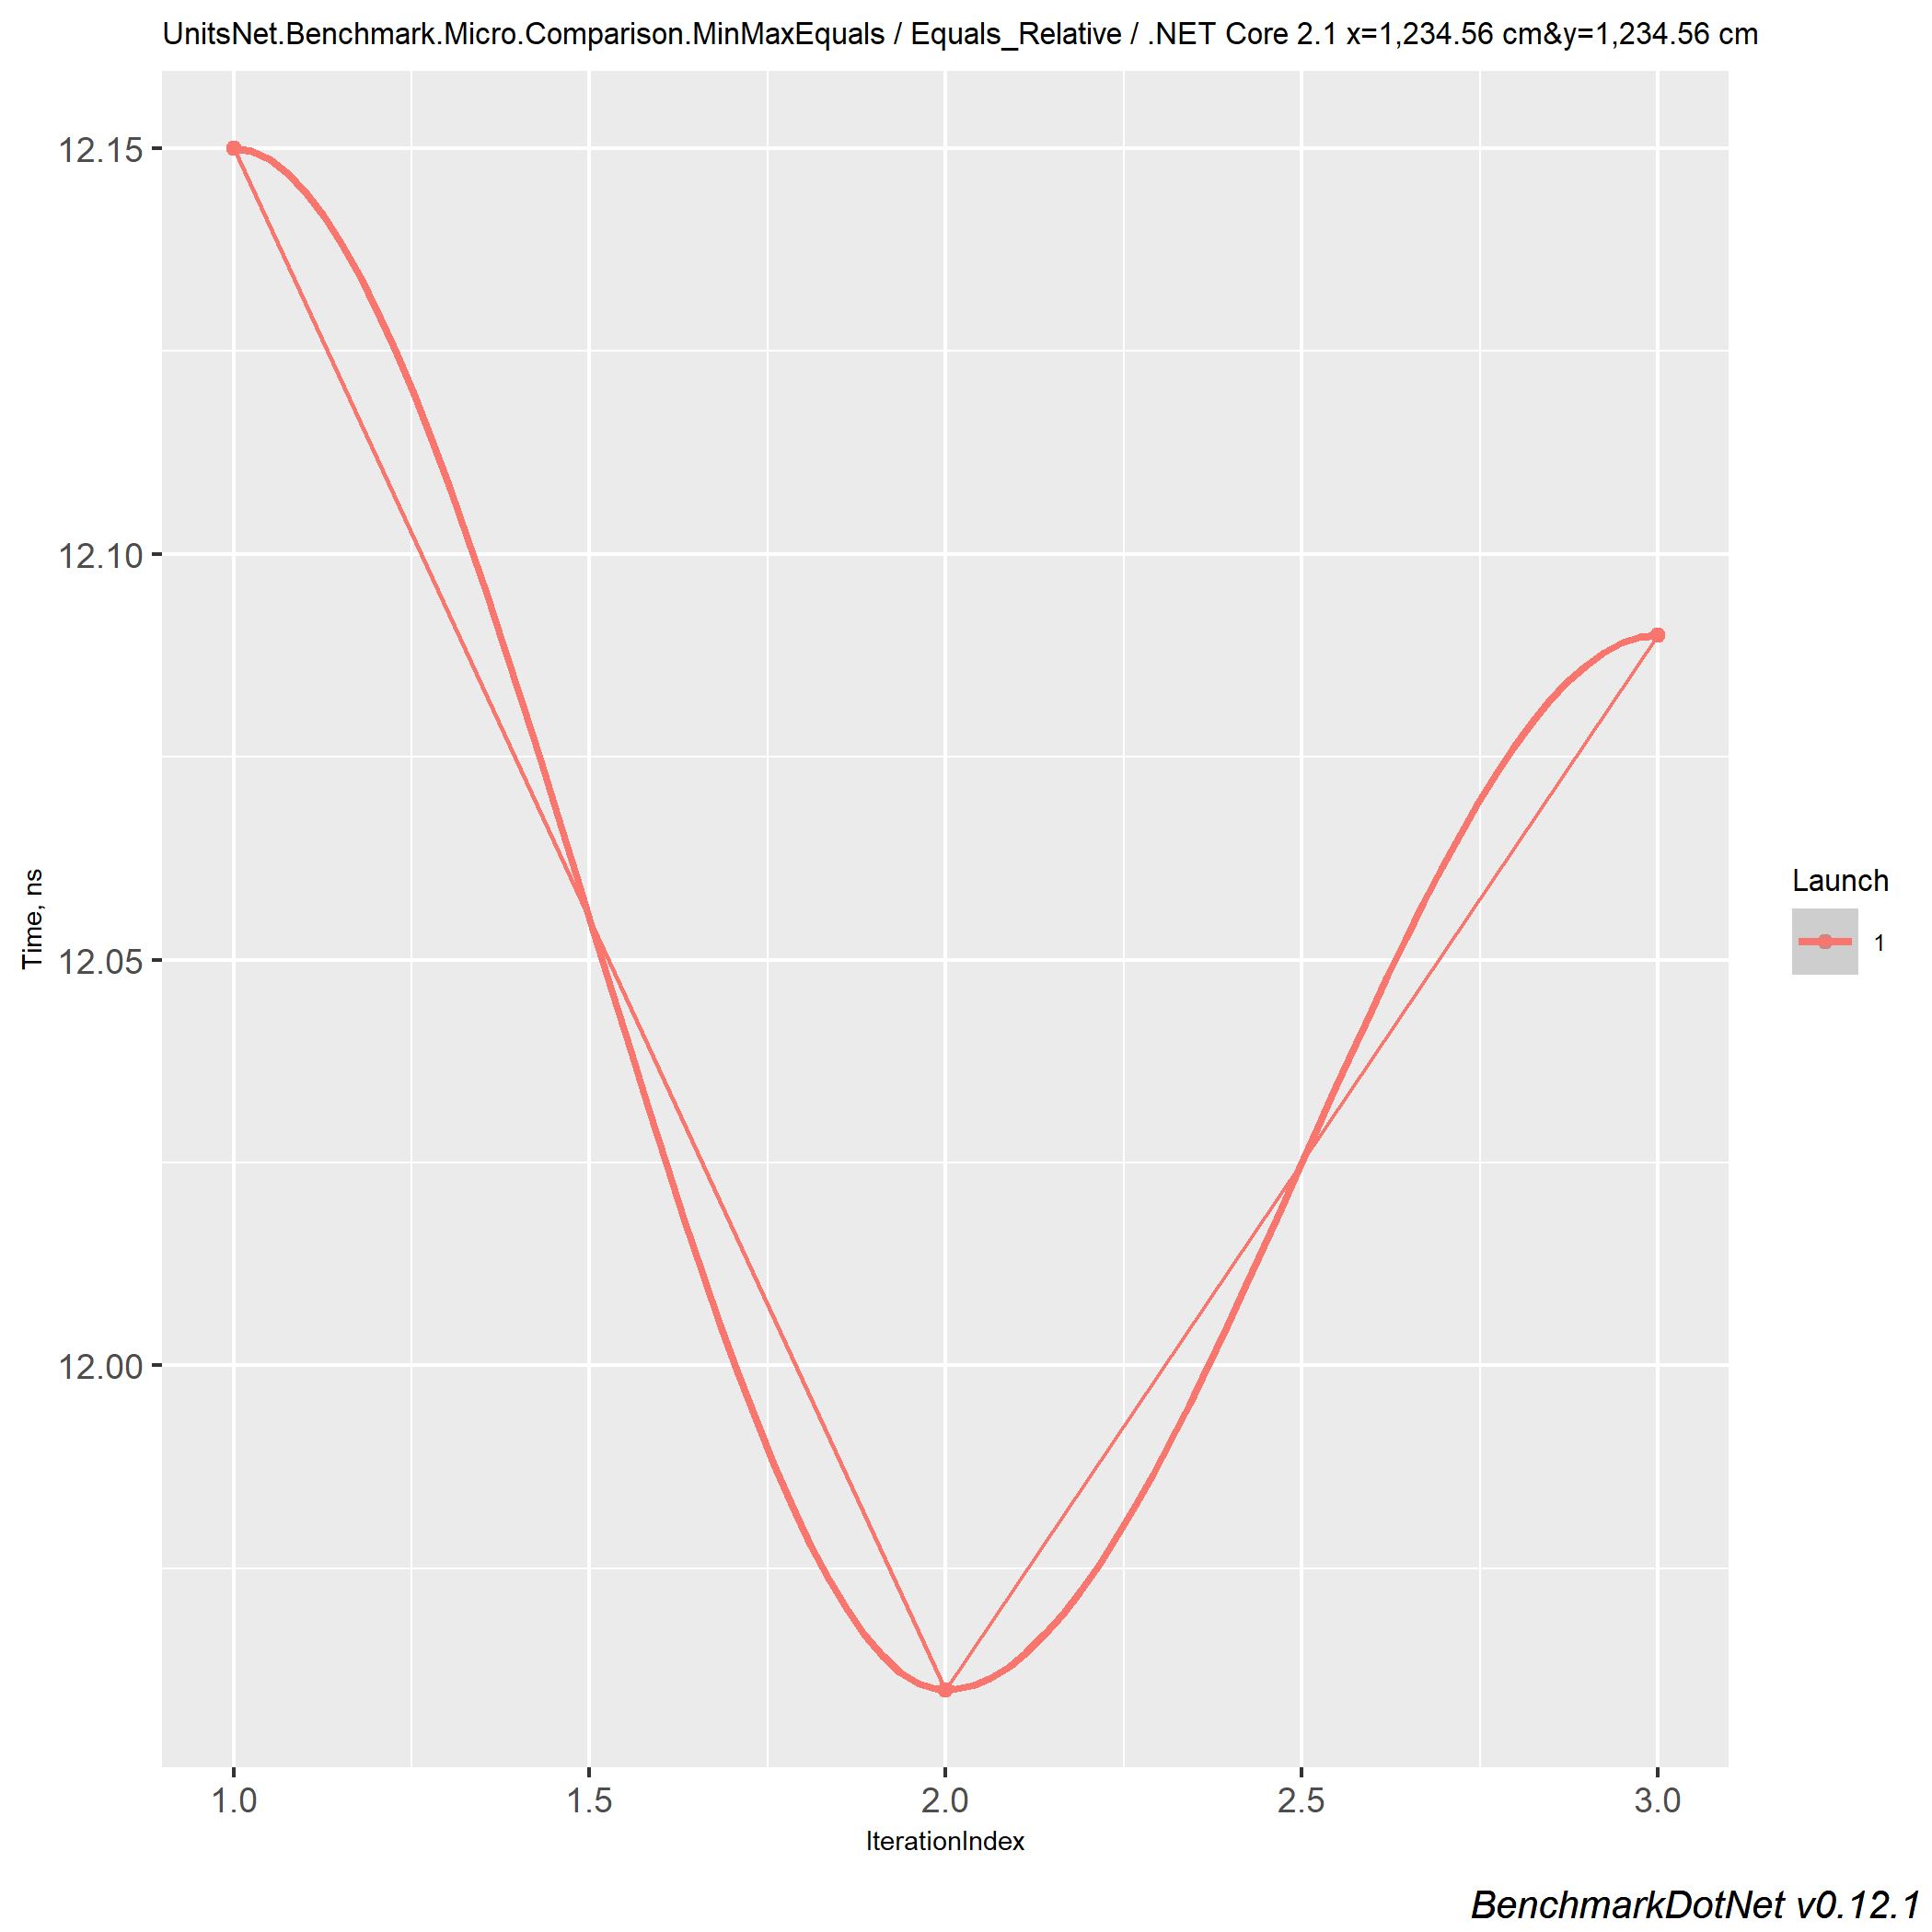 UnitsNet.Benchmark.Micro.Comparison.MinMaxEquals / Equals_Relative / .NET Core 2.1 x=1,234.56 cm&y=1,234.56 cm
12.15
12.10
12.05
12.00
Time, ns
1.0 1.5 2.0 2.5 3.0
IterationIndex
Launch
1
BenchmarkDotNet v0.12.1